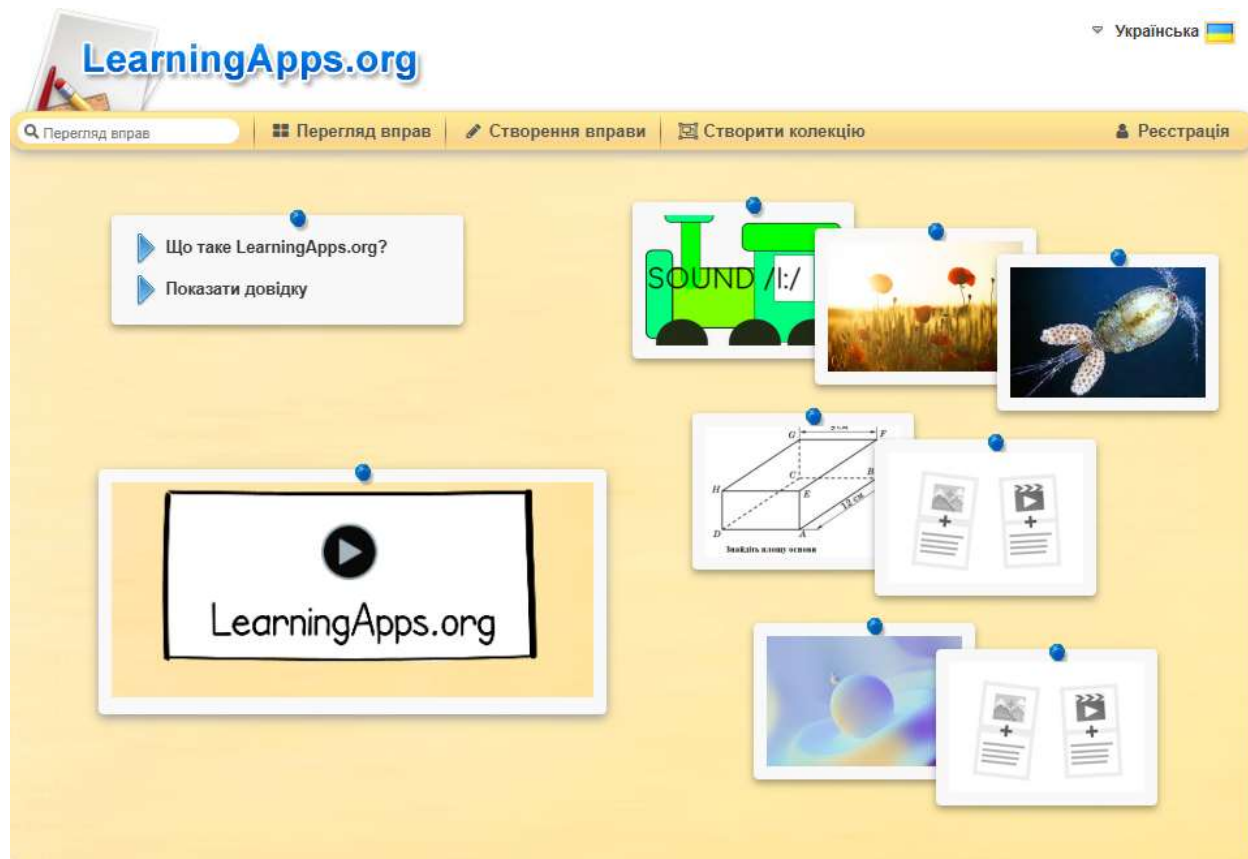 Українська
LearningApps.org
Перегляд вправ
Перегляд вправ
Створення вправи
Створити колекцію
Реєстрація
Що таке LearningApps.org?
Показати довідку
SOUND /I:/
G
F
C
B
H
E
12 см
D
A
Знайдіть площу основи
LearningApps.org